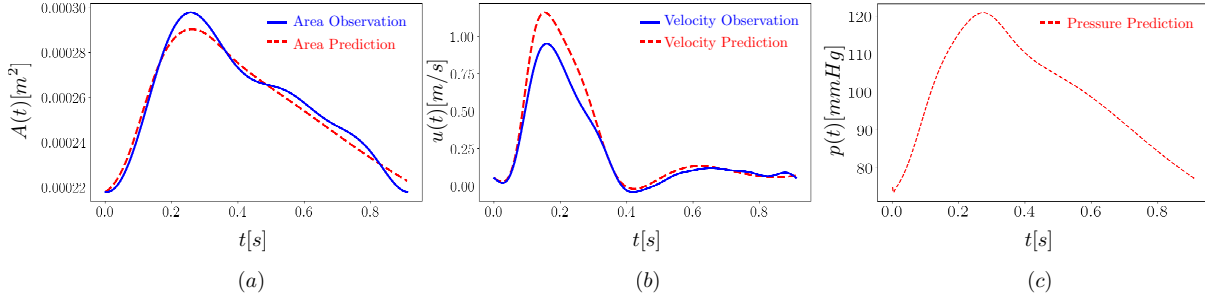 0.00030
0.00028
0.00026
0.00024
0.00022
A(t)[m²]
Area Observation
Area Prediction
0.0
0.2
0.4
0.6
0.8
t[s]
(a)
1.00
0.75
0.50
0.25
0.00
u(t)[m/s]
Velocity Observation
Velocity Prediction
0.0
0.2
0.4
0.6
0.8
t[s]
(b)
120
110
100
90
80
p(t)[mmHg]
Pressure Prediction
0.0
0.2
0.4
0.6
0.8
t[s]
(c)